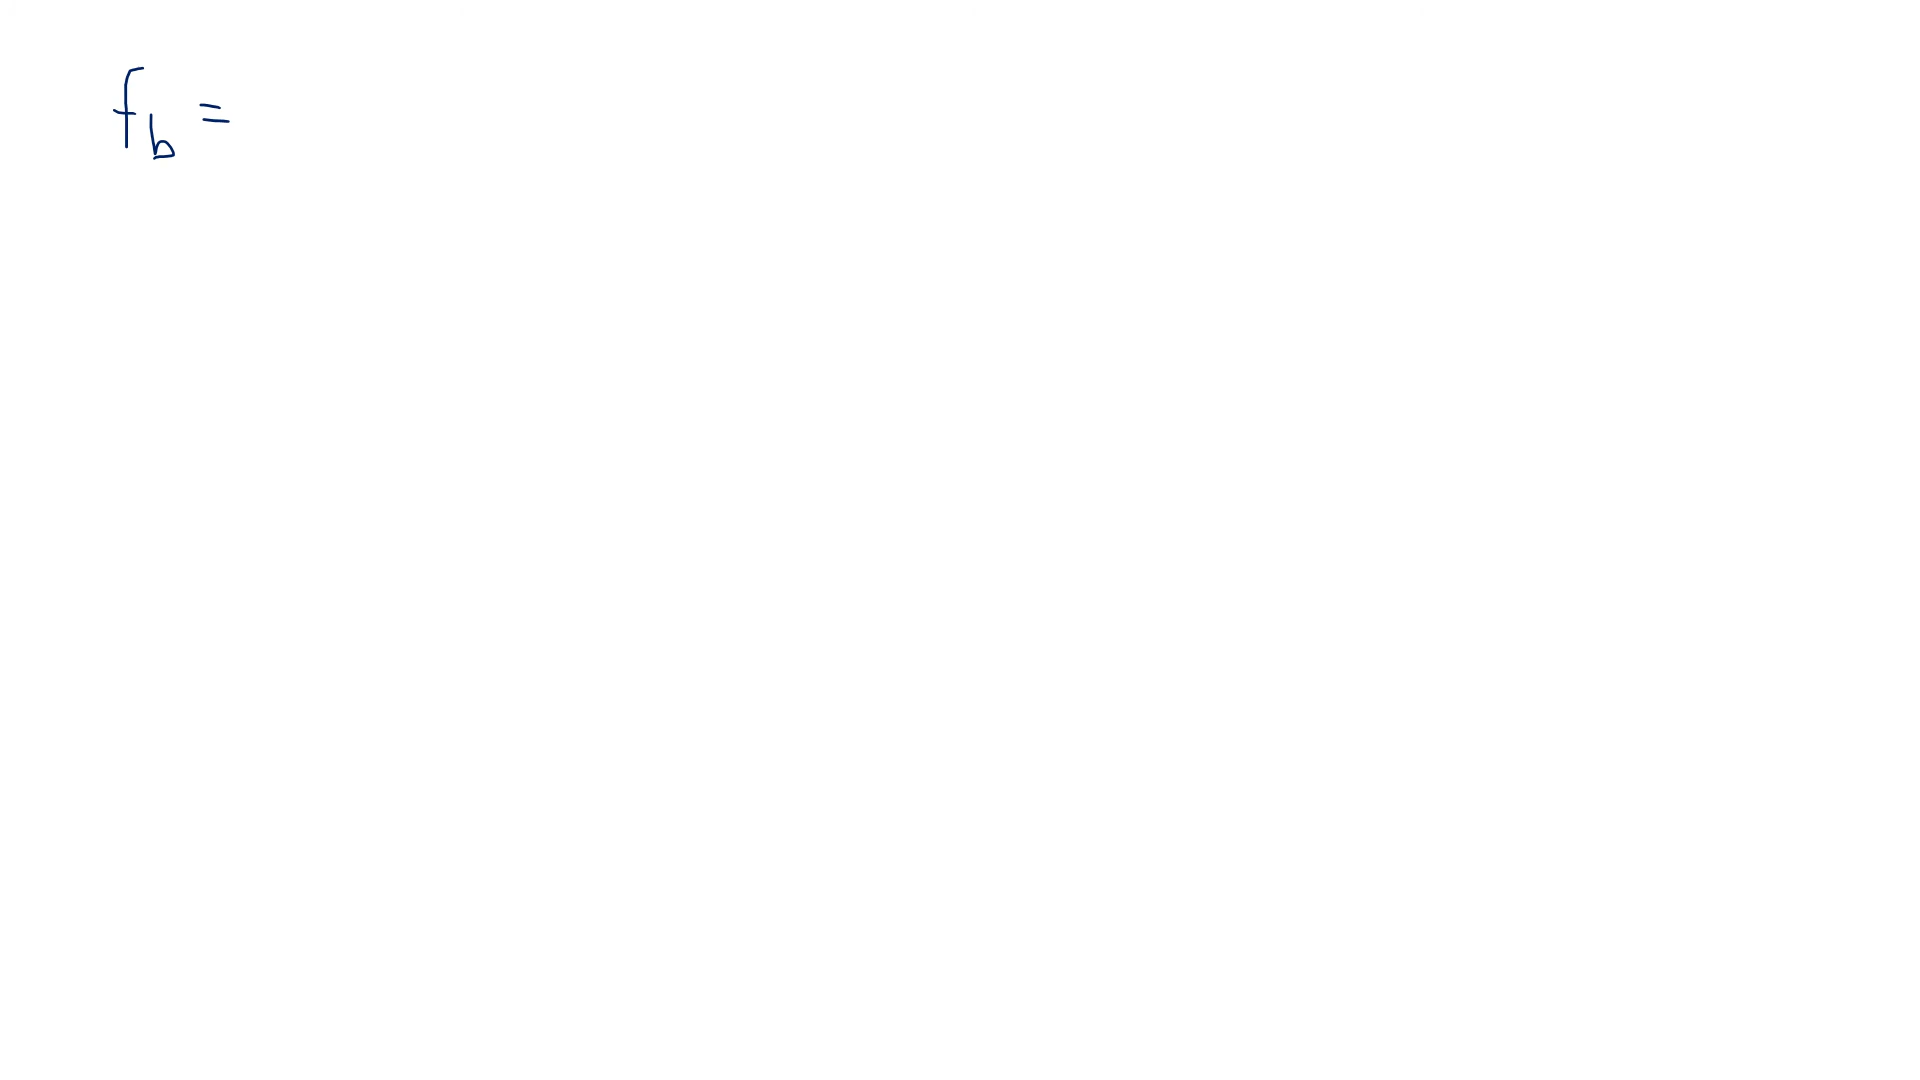 f_b =